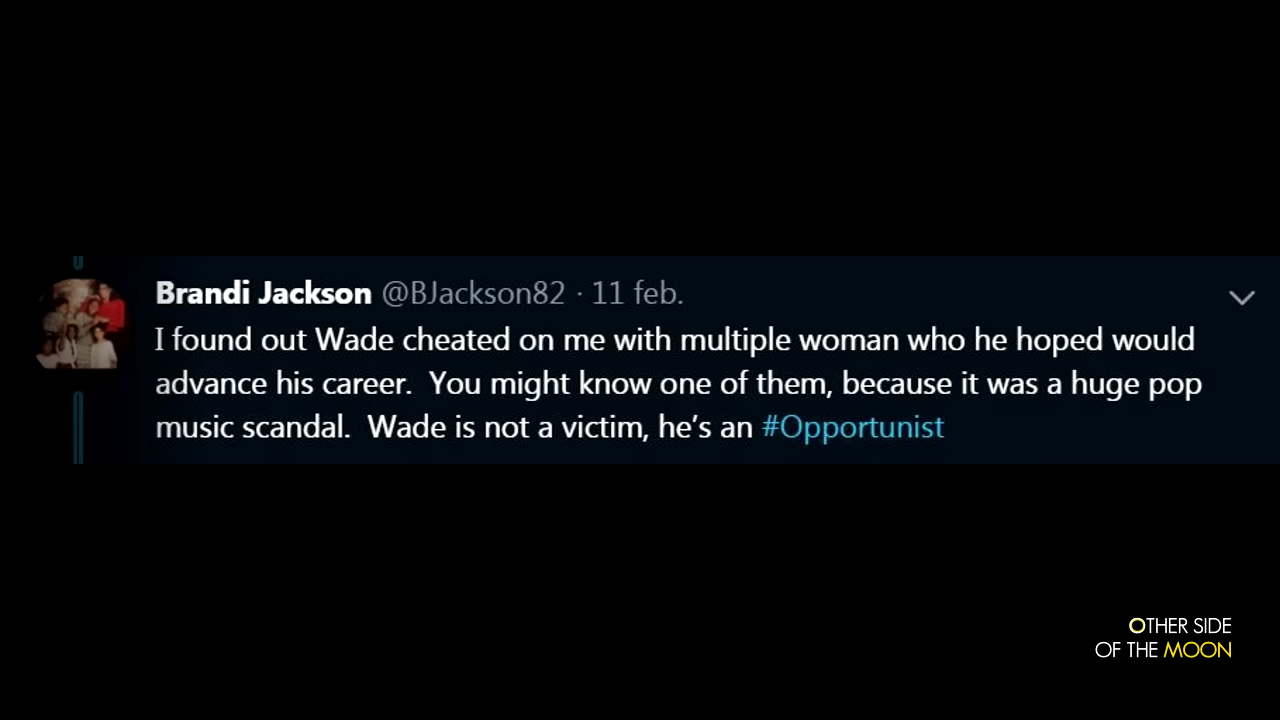 Brandi Jackson @BJackson82 · 11 feb.
I found out Wade cheated on me with multiple woman who he hoped would
advance his career.  You might know one of them, because it was a huge pop
music scandal.  Wade is not a victim, he's an #Opportunist
OTHER SIDE
OF THE MOON